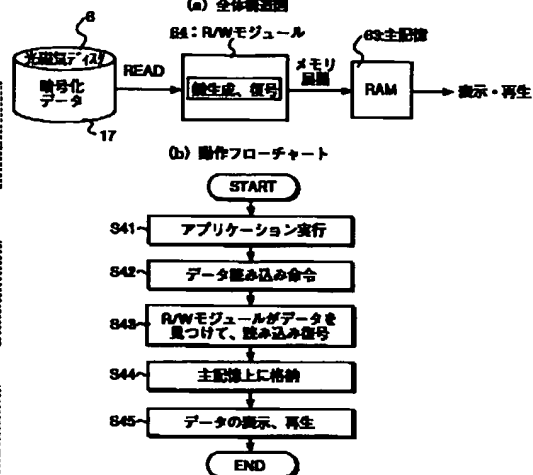 (a) 全体構造図
6
64：R/Wモジュール
63:主記憶
光磁気ディスク
暗号化
データ
17
READ
鍵生成、復号
メモリ
展開
RAM
表示・再生
(b) 動作フローチャート
START
S41
アプリケーション実行
S42
データ読み込み命令
S43
R/Wモジュールがデータを
見つけて、読み込み復号
S44
主記憶上に格納
S45
データの表示、再生
END